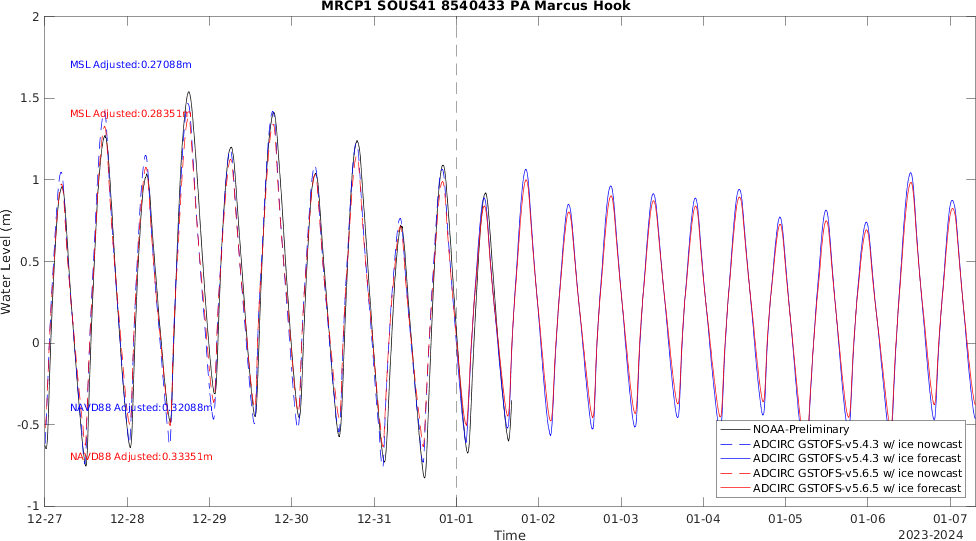 MRCP1 SOUS41 8540433 PA Marcus Hook
2
MSL Adjusted:0.27088m
1.5
MSL Adjusted:0.28351m
1
Water Level (m)
0.5
0
NAVD88 Adjusted:0.32088m
-0.5
NAVD88 Adjusted:0.33351m
-1
NOAA-Preliminary
ADCIRC GSTOFS-v5.4.3 w/ ice nowcast
ADCIRC GSTOFS-v5.4.3 w/ ice forecast
ADCIRC GSTOFS-v5.6.5 w/ ice nowcast
ADCIRC GSTOFS-v5.6.5 w/ ice forecast
12-27 12-28 12-29 12-30 12-31 01-01 01-02 01-03 01-04 01-05 01-06 01-07
Time
2023-2024